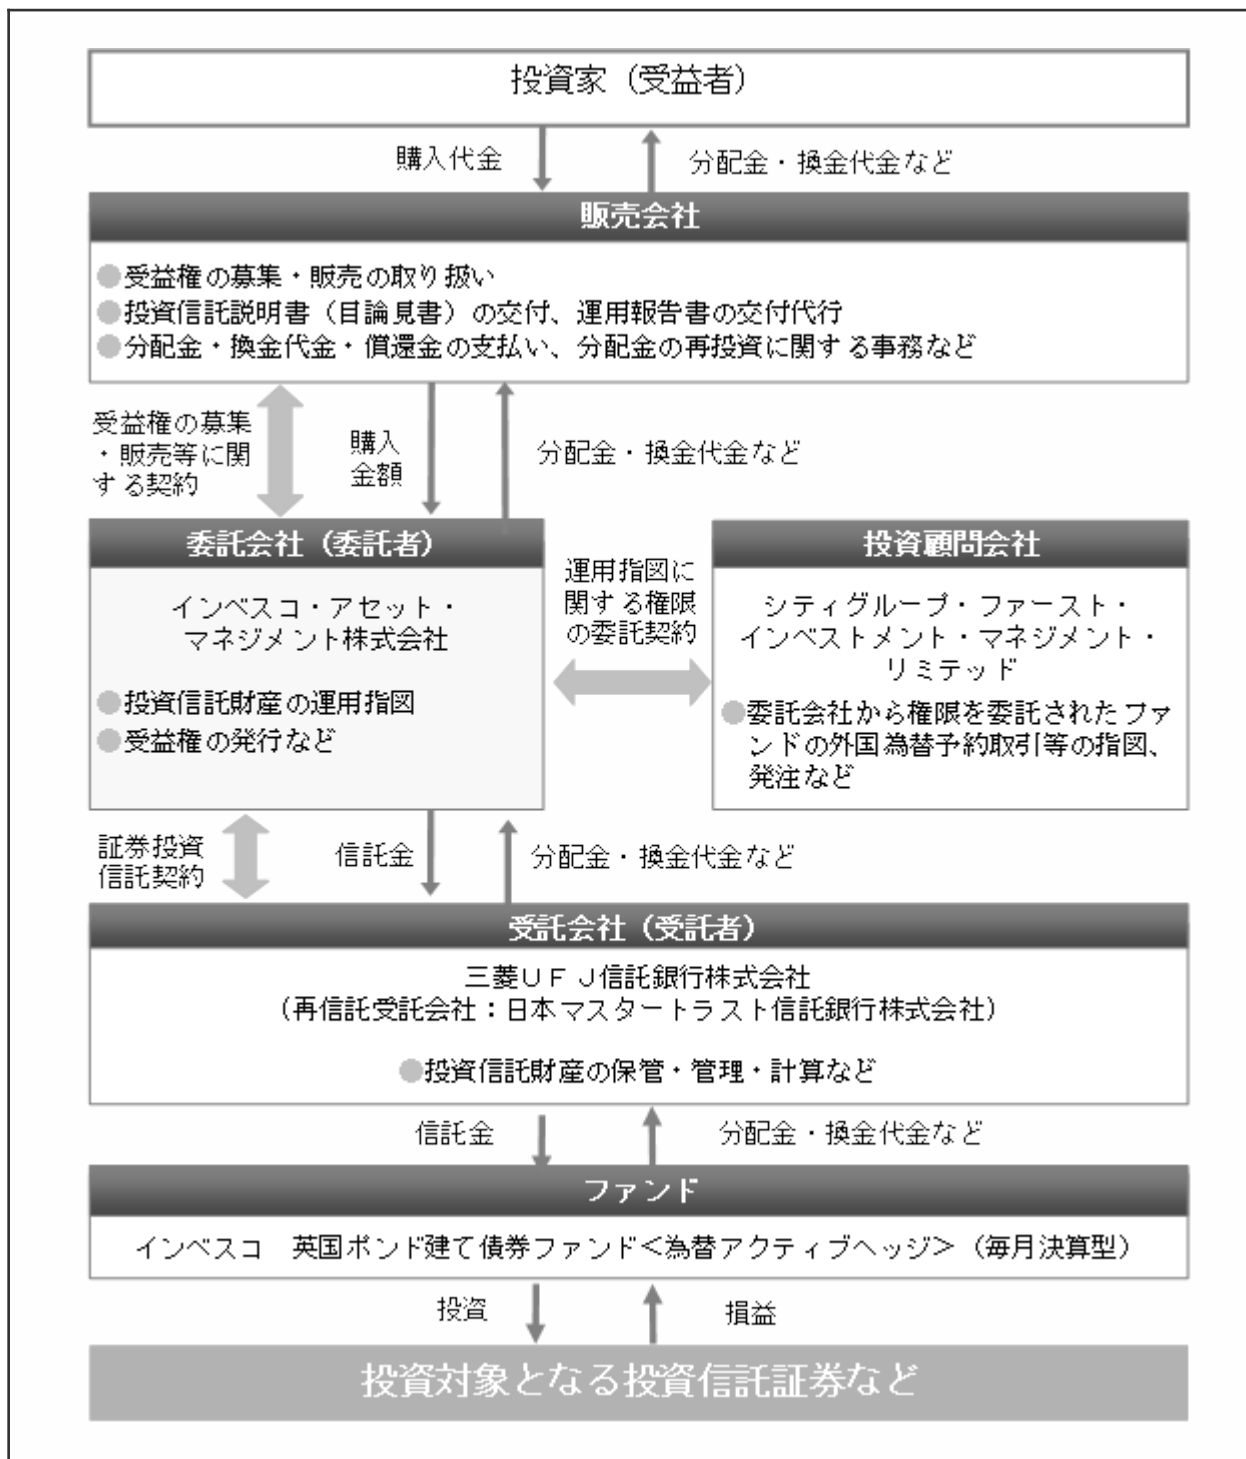 投資家（受益者）
購入代金
分配金・換金代金など
販売会社
●受益権の募集・販売の取り扱い
●投資信託説明書（目論見書）の交付、運用報告書の交付代行
●分配金・換金代金・償還金の支払い、分配金の再投資に関する事務など
受益権の募集
・販売等に関
する契約
購入
金額
分配金・換金代金など
委託会社（委託者）
インベスコ・アセット・
マネジメント株式会社
●投資信託財産の運用指図
●受益権の発行など
運用指図に
関する権限
の委託契約
投資顧問会社
シティグループ・ファースト・
インベストメント・マネジメント・
リミテッド
●委託会社から権限を委託されたファ
ンドの外国為替予約取引等の指図、
発注など
証券投資
信託契約
信託金
分配金・換金代金など
受託会社（受託者）
三菱ＵＦＪ信託銀行株式会社
（再信託受託会社：日本マスタートラスト信託銀行株式会社）
●投資信託財産の保管・管理・計算など
信託金
分配金・換金代金など
ファンド
インベスコ　英国ポンド建て債券ファンド＜為替アクティブヘッジ＞（毎月決算型）
投資
損益
投資対象となる投資信託証券など